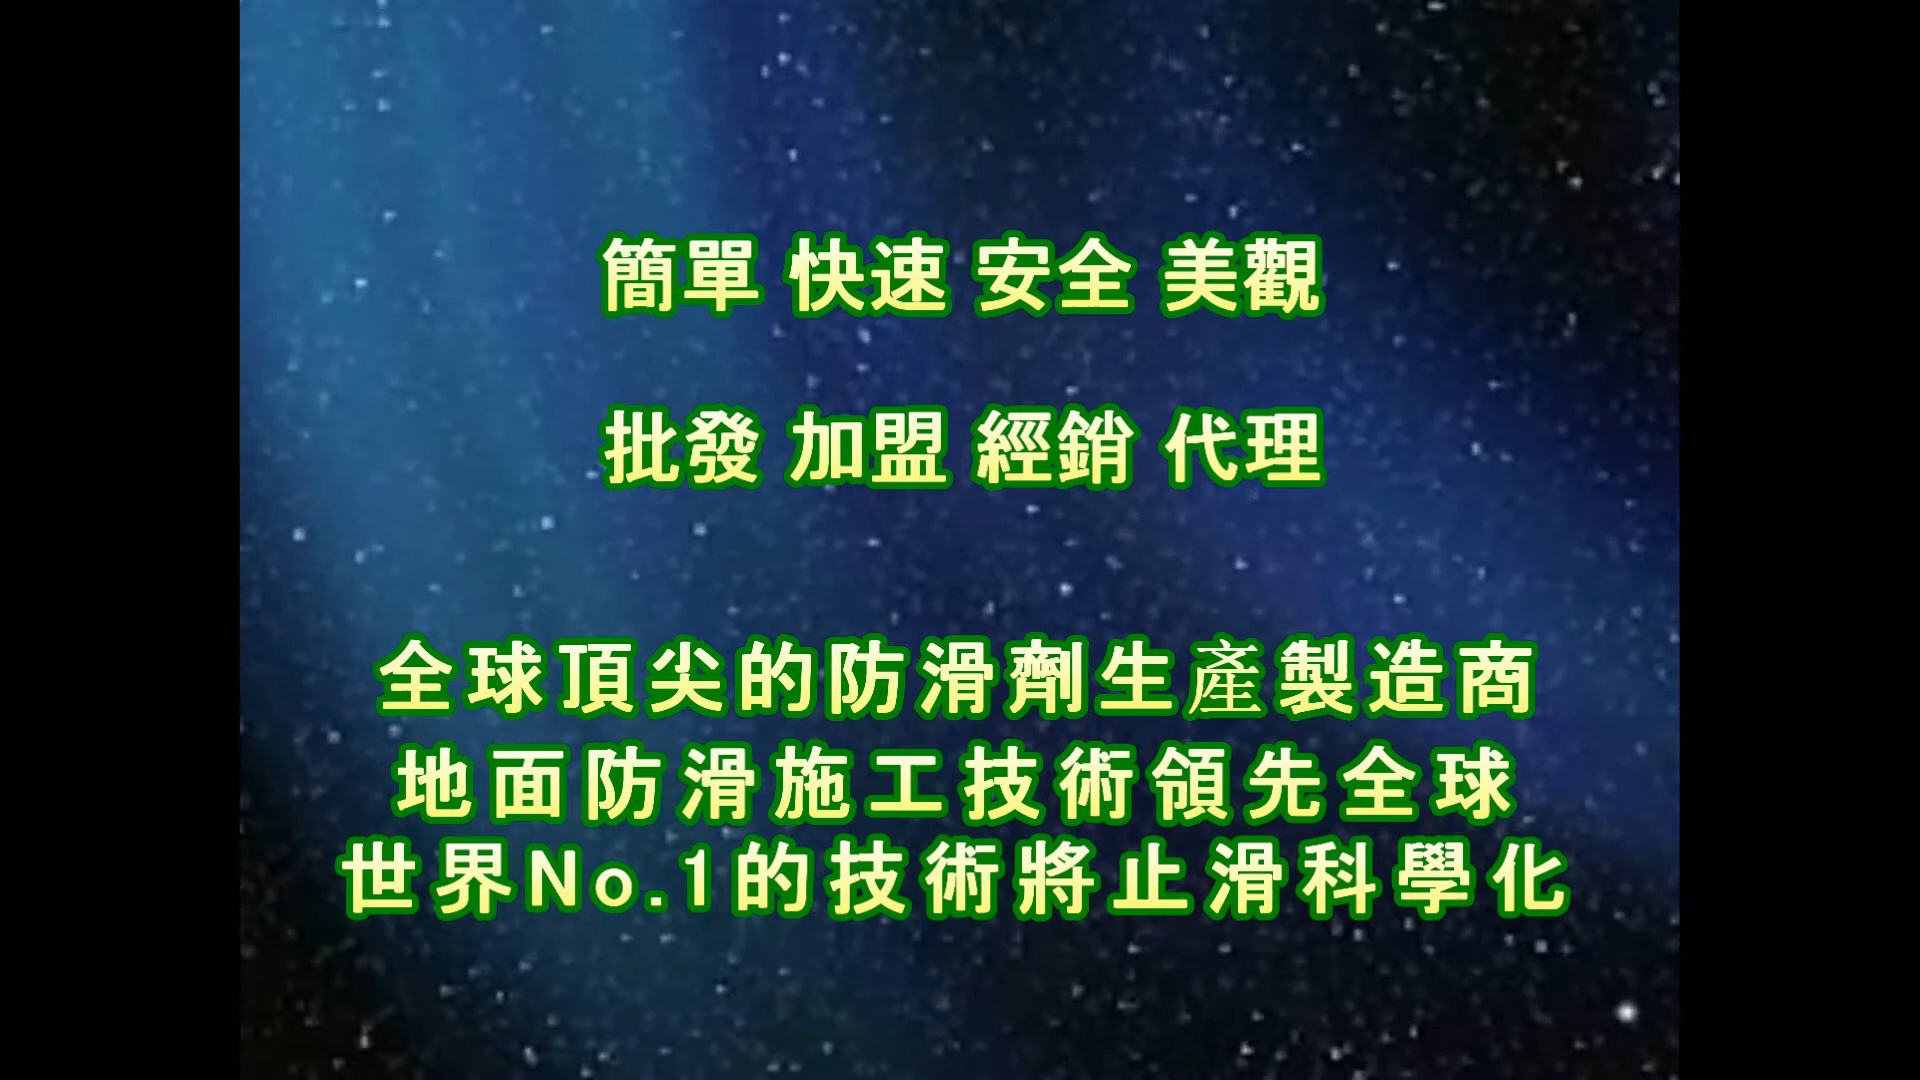 簡單 快速 安全 美觀
批發 加盟 經銷 代理
全球頂尖的防滑劑生產製造商
地面防滑施工技術領先全球
世界No.1的技術將止滑科學化